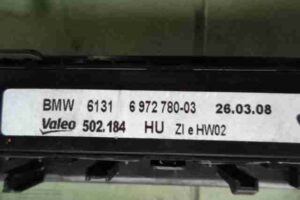 BMW 6131 6 972 780-03 26.03.08
Valeo 502.184 HU ZI e HW02